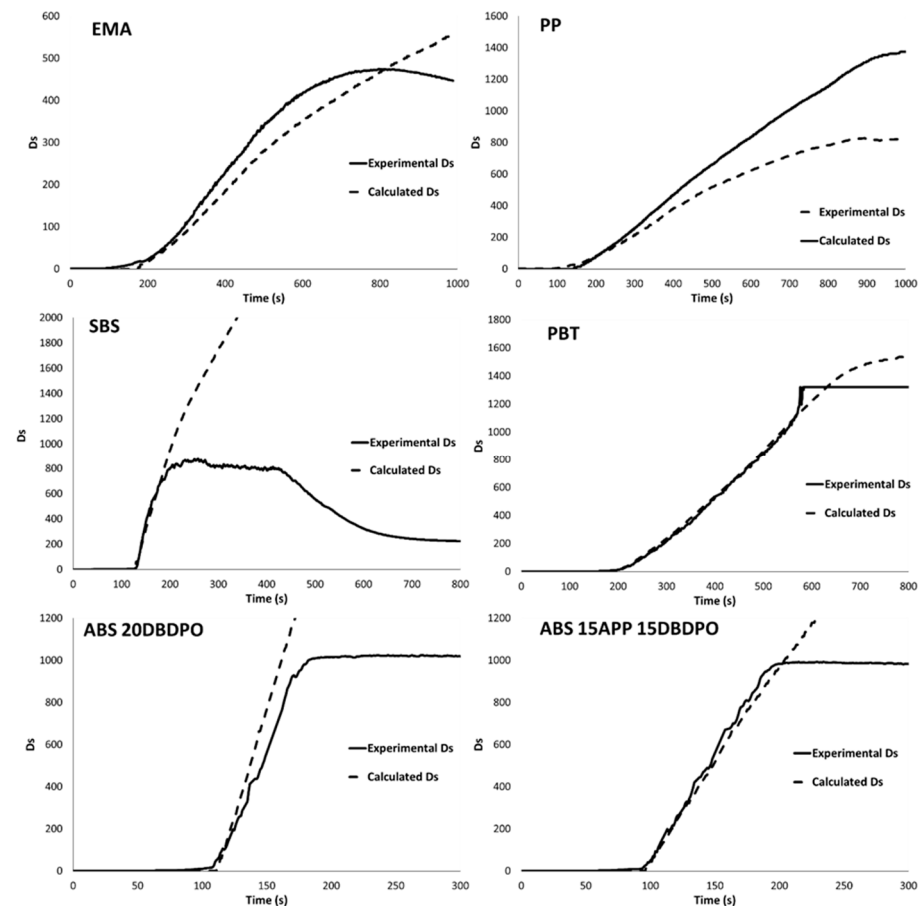 EMA
600
500
400
300
200
100
0
Ds
Experimental Ds
Calculated Ds
0 200 400 600 800 1000
Time (s)
PP
1600
1400
1200
1000
800
600
400
200
0
Ds
Experimental Ds
Calculated Ds
0 100 200 300 400 500 600 700 800 900 1000
Time (s)
SBS
2000
1800
1600
1400
1200
1000
800
600
400
200
0
Ds
Experimental Ds
Calculated Ds
0 100 200 300 400 500 600 700 800
Time (s)
PBT
1800
1600
1400
1200
1000
800
600
400
200
0
Ds
Experimental Ds
Calculated Ds
0 100 200 300 400 500 600 700 800
Time (s)
ABS 20DBDPO
1200
1000
800
600
400
200
0
Ds
Experimental Ds
Calculated Ds
0 50 100 150 200 250 300
Time (s)
ABS 15APP 15DBDPO
1200
1000
800
600
400
200
0
Ds
Experimental Ds
Calculated Ds
0 50 100 150 200 250 300
Time (s)